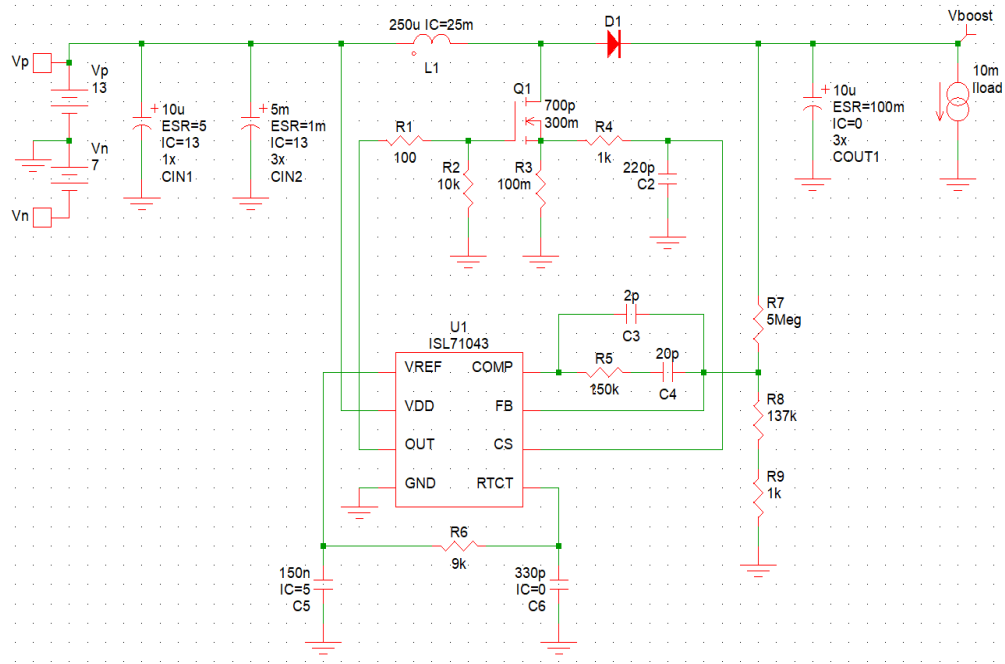 Vboost
250u IC=25m
L1
D1
Vp
Vp
13
Vn
7
Vn
10u
ESR=5
IC=13
1x
CIN1
5m
ESR=1m
IC=13
3x
CIN2
R1
100
R2
10k
Q1
700p
300m
R3
100m
R4
1k
220p
C2
10u
ESR=100m
IC=0
3x
COUT1
10m
Iload
2p
C3
R5
150k
20p
C4
R7
5Meg
R8
137k
R9
1k
U1
ISL71043
VREF
COMP
VDD
FB
OUT
CS
GND
RTCT
R6
9k
150n
IC=5
C5
330p
IC=0
C6